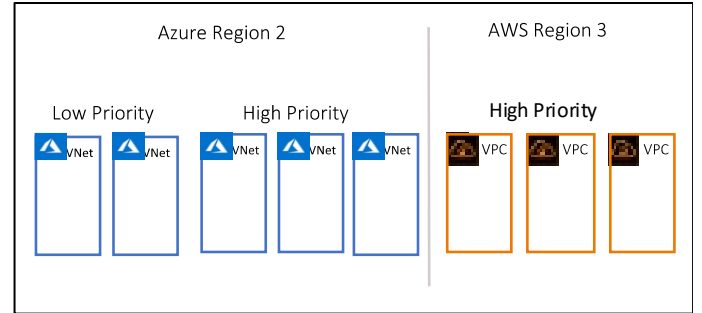 Azure Region 2
AWS Region 3
Low Priority
High Priority
High Priority
VNet
VNet
VNet
VNet
VNet
VPC
VPC
VPC